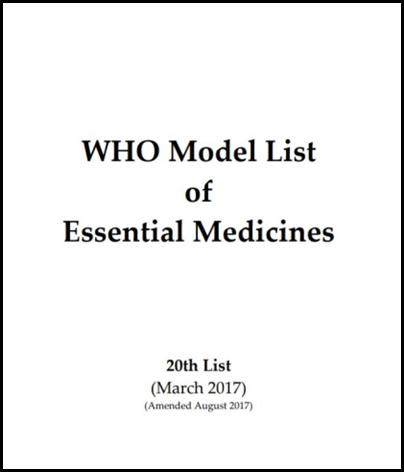 WHO Model List
of
Essential Medicines
20th List
(March 2017)
(Amended August 2017)